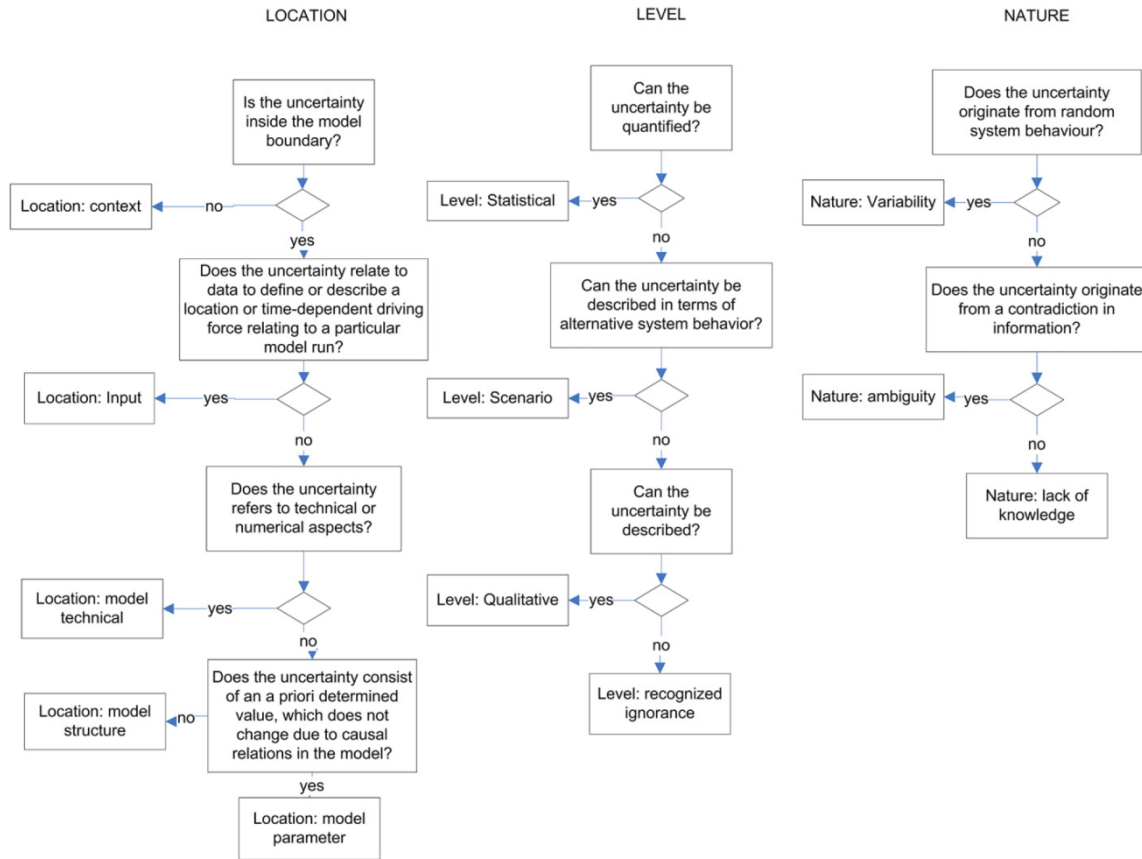 LOCATION
Is the uncertainty
inside the model
boundary?
Location: context
no
yes
Does the uncertainty relate to
data to define or describe a
location or time-dependent driving
force relating to a particular
model run?
Location: Input
yes
no
Does the uncertainty
refers to technical or
numerical aspects?
Location: model
technical
yes
no
Does the uncertainty consist
of an a priori determined
value, which does not
change due to causal
relations in the model?
Location: model
structure
no
yes
Location: model
parameter
LEVEL
Can the
uncertainty be
quantified?
Level: Statistical
yes
no
Can the uncertainty be
described in terms of
alternative system behavior?
Level: Scenario
yes
no
Can the
uncertainty be
described?
Level: Qualitative
yes
no
Level: recognized
ignorance
NATURE
Does the uncertainty
originate from random
system behaviour?
Nature: Variability
yes
no
Does the uncertainty originate
from a contradiction in
information?
Nature: ambiguity
yes
no
Nature: lack of
knowledge